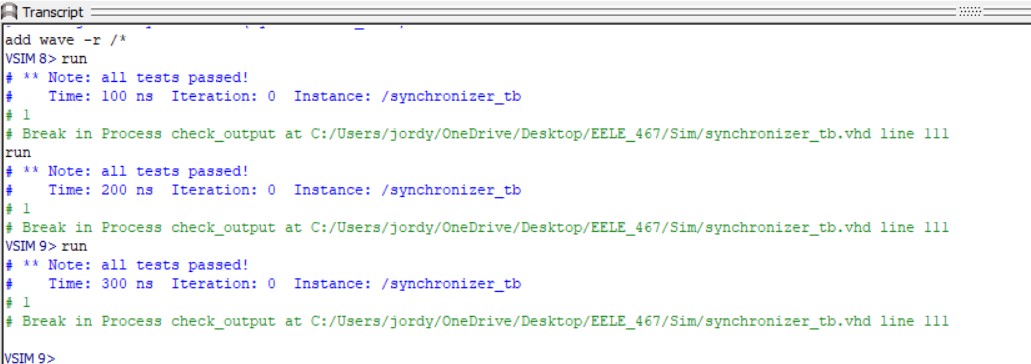 Transcript
add wave -r /*
VSIM 8> run
# ** Note: all tests passed!
#    Time: 100 ns  Iteration: 0  Instance: /synchronizer_tb
# 1
# Break in Process check_output at C:/Users/jordy/OneDrive/Desktop/EELE_467/Sim/synchronizer_tb.vhd line 111
run
# ** Note: all tests passed!
#    Time: 200 ns  Iteration: 0  Instance: /synchronizer_tb
# 1
# Break in Process check_output at C:/Users/jordy/OneDrive/Desktop/EELE_467/Sim/synchronizer_tb.vhd line 111
VSIM 9> run
# ** Note: all tests passed!
#    Time: 300 ns  Iteration: 0  Instance: /synchronizer_tb
# 1
# Break in Process check_output at C:/Users/jordy/OneDrive/Desktop/EELE_467/Sim/synchronizer_tb.vhd line 111
VSIM 9>